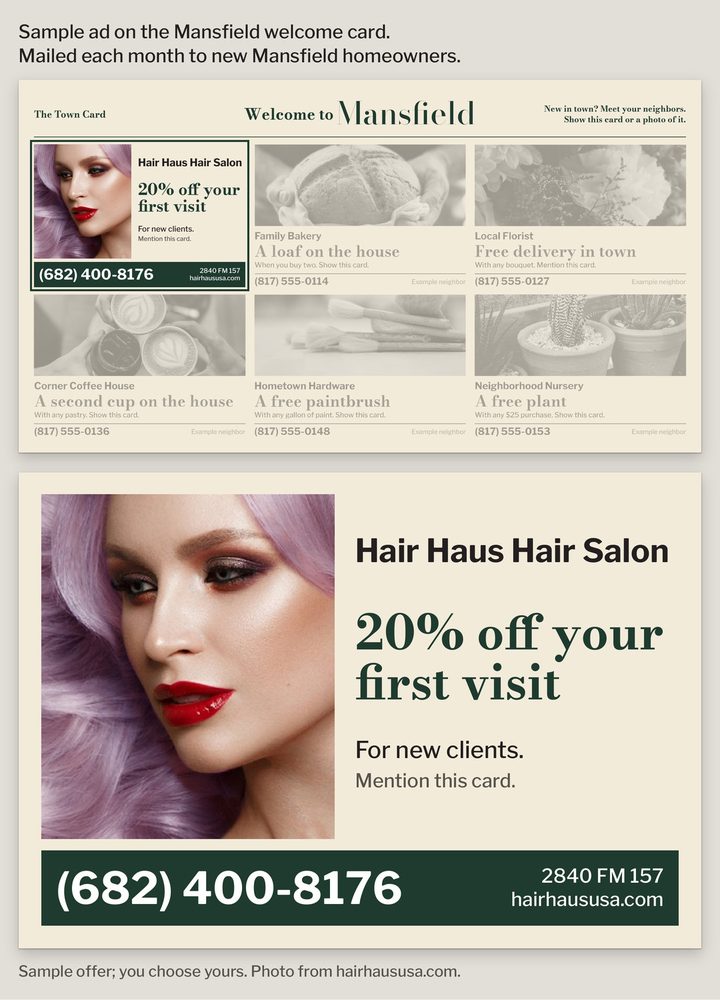 Sample ad on the Mansfield welcome card.
Mailed each month to new Mansfield homeowners.
The Town Card
Welcome to Mansfield
New in town? Meet your neighbors.
Show this card or a photo of it.
Hair Haus Hair Salon
20% off your
first visit
For new clients.
Mention this card.
(682) 400-8176
2840 FM 157
hairhaususa.com
Family Bakery
A loaf on the house
When you buy two. Show this card.
(817) 555-0114
Example neighbor
Local Florist
Free delivery in town
With any bouquet. Mention this card.
(817) 555-0127
Example neighbor
Corner Coffee House
A second cup on the house
With any pastry. Show this card.
(817) 555-0136
Example neighbor
Hometown Hardware
A free paintbrush
With any gallon of paint. Show this card.
(817) 555-0148
Example neighbor
Neighborhood Nursery
A free plant
With any $25 purchase. Show this card.
(817) 555-0153
Example neighbor
Hair Haus Hair Salon
20% off your
first visit
For new clients.
Mention this card.
(682) 400-8176
2840 FM 157
hairhaususa.com
Sample offer; you choose yours. Photo from hairhaususa.com.